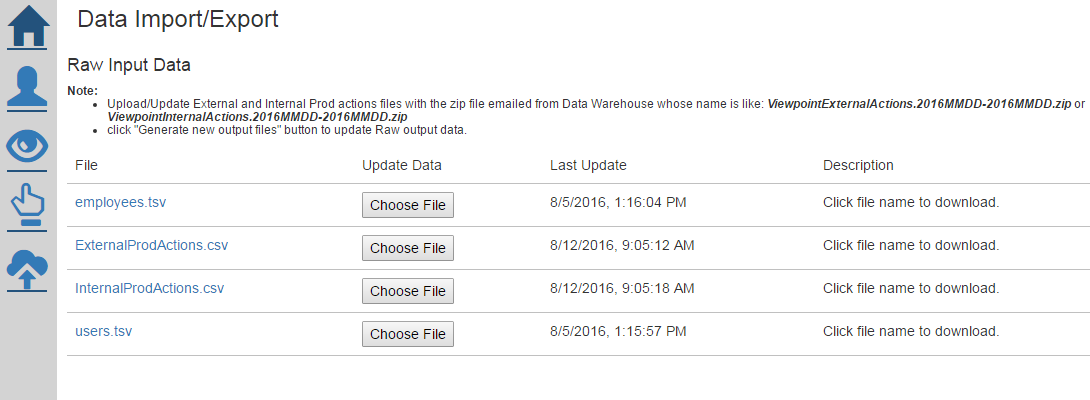 Data Import/Export
Raw Input Data
Note:
• Upload/Update External and Internal Prod actions files with the zip file emailed from Data Warehouse whose name is like: ViewpointExternalActions.2016MMDD-2016MMDD.zip or
ViewpointInternalActions.2016MMDD-2016MMDD.zip
• click "Generate new output files" button to update Raw output data.
File Update Data Last Update Description
employees.tsv Choose File 8/5/2016, 1:16:04 PM Click file name to download.
ExternalProdActions.csv Choose File 8/12/2016, 9:05:12 AM Click file name to download.
InternalProdActions.csv Choose File 8/12/2016, 9:05:18 AM Click file name to download.
users.tsv Choose File 8/5/2016, 1:15:57 PM Click file name to download.